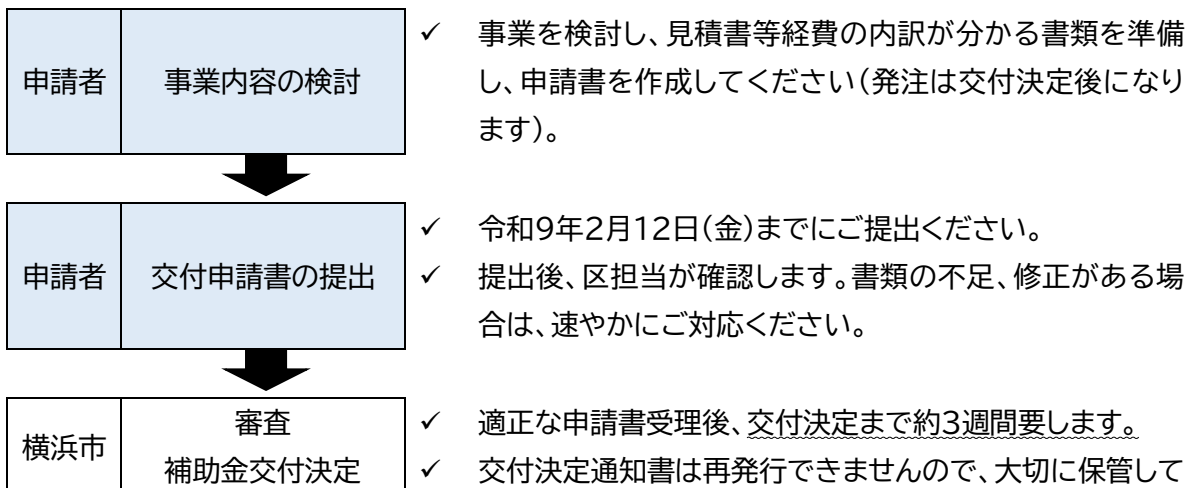 申請者 事業内容の検討
✓ 事業を検討し、見積書等経費の内訳が分かる書類を準備
し、申請書を作成してください(発注は交付決定後になり
ます)。
申請者 交付申請書の提出
✓ 令和9年2月12日(金)までにご提出ください。
✓ 提出後、区担当が確認します。書類の不足、修正がある場
合は、速やかにご対応ください。
横浜市 審査
補助金交付決定
✓ 適正な申請書受理後、交付決定まで約3週間要します。
✓ 交付決定通知書は再発行できませんので、大切に保管して